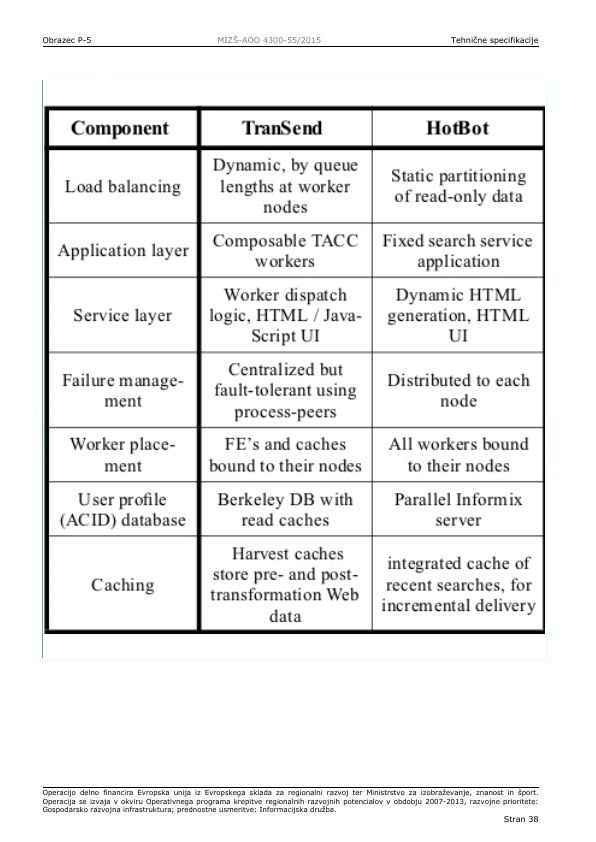 Obrazec P-5 MIZŠ-AOO 4300-55/2015 Tehnične specifikacije
Component TranSend HotBot
Load balancing
Dynamic, by queue
lengths at worker
nodes
Static partitioning
of read-only data
Application layer
Composable TACC
workers
Fixed search service
application
Service layer
Worker dispatch
logic, HTML / Java-
Script UI
Dynamic HTML
generation, HTML
UI
Failure manage-
ment
Centralized but
fault-tolerant using
process-peers
Distributed to each
node
Worker place-
ment
FE's and caches
bound to their nodes
All workers bound
to their nodes
User profile
(ACID) database
Berkeley DB with
read caches
Parallel Informix
server
Caching
Harvest caches
store pre- and post-
transformation Web
data
integrated cache of
recent searches, for
incremental delivery
Operacijo delno financira Evropska unija iz Evropskega sklada za regionalni razvoj ter Ministrstvo za izobraževanje, znanost in šport.
Operacija se izvaja v okviru Operativnega programa krepitve regionalnih razvojnih potencialov v obdobju 2007-2013, razvojne prioritete:
Gospodarsko razvojna infrastruktura; prednostne usmeritve: Informacijska družba.
Stran 38